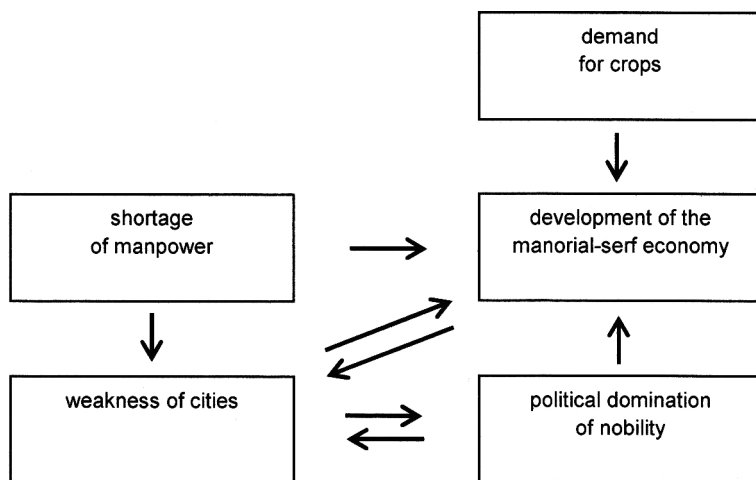 demand
for crops
shortage
of manpower
development of the
manorial-serf economy
weakness of cities
political domination
of nobility